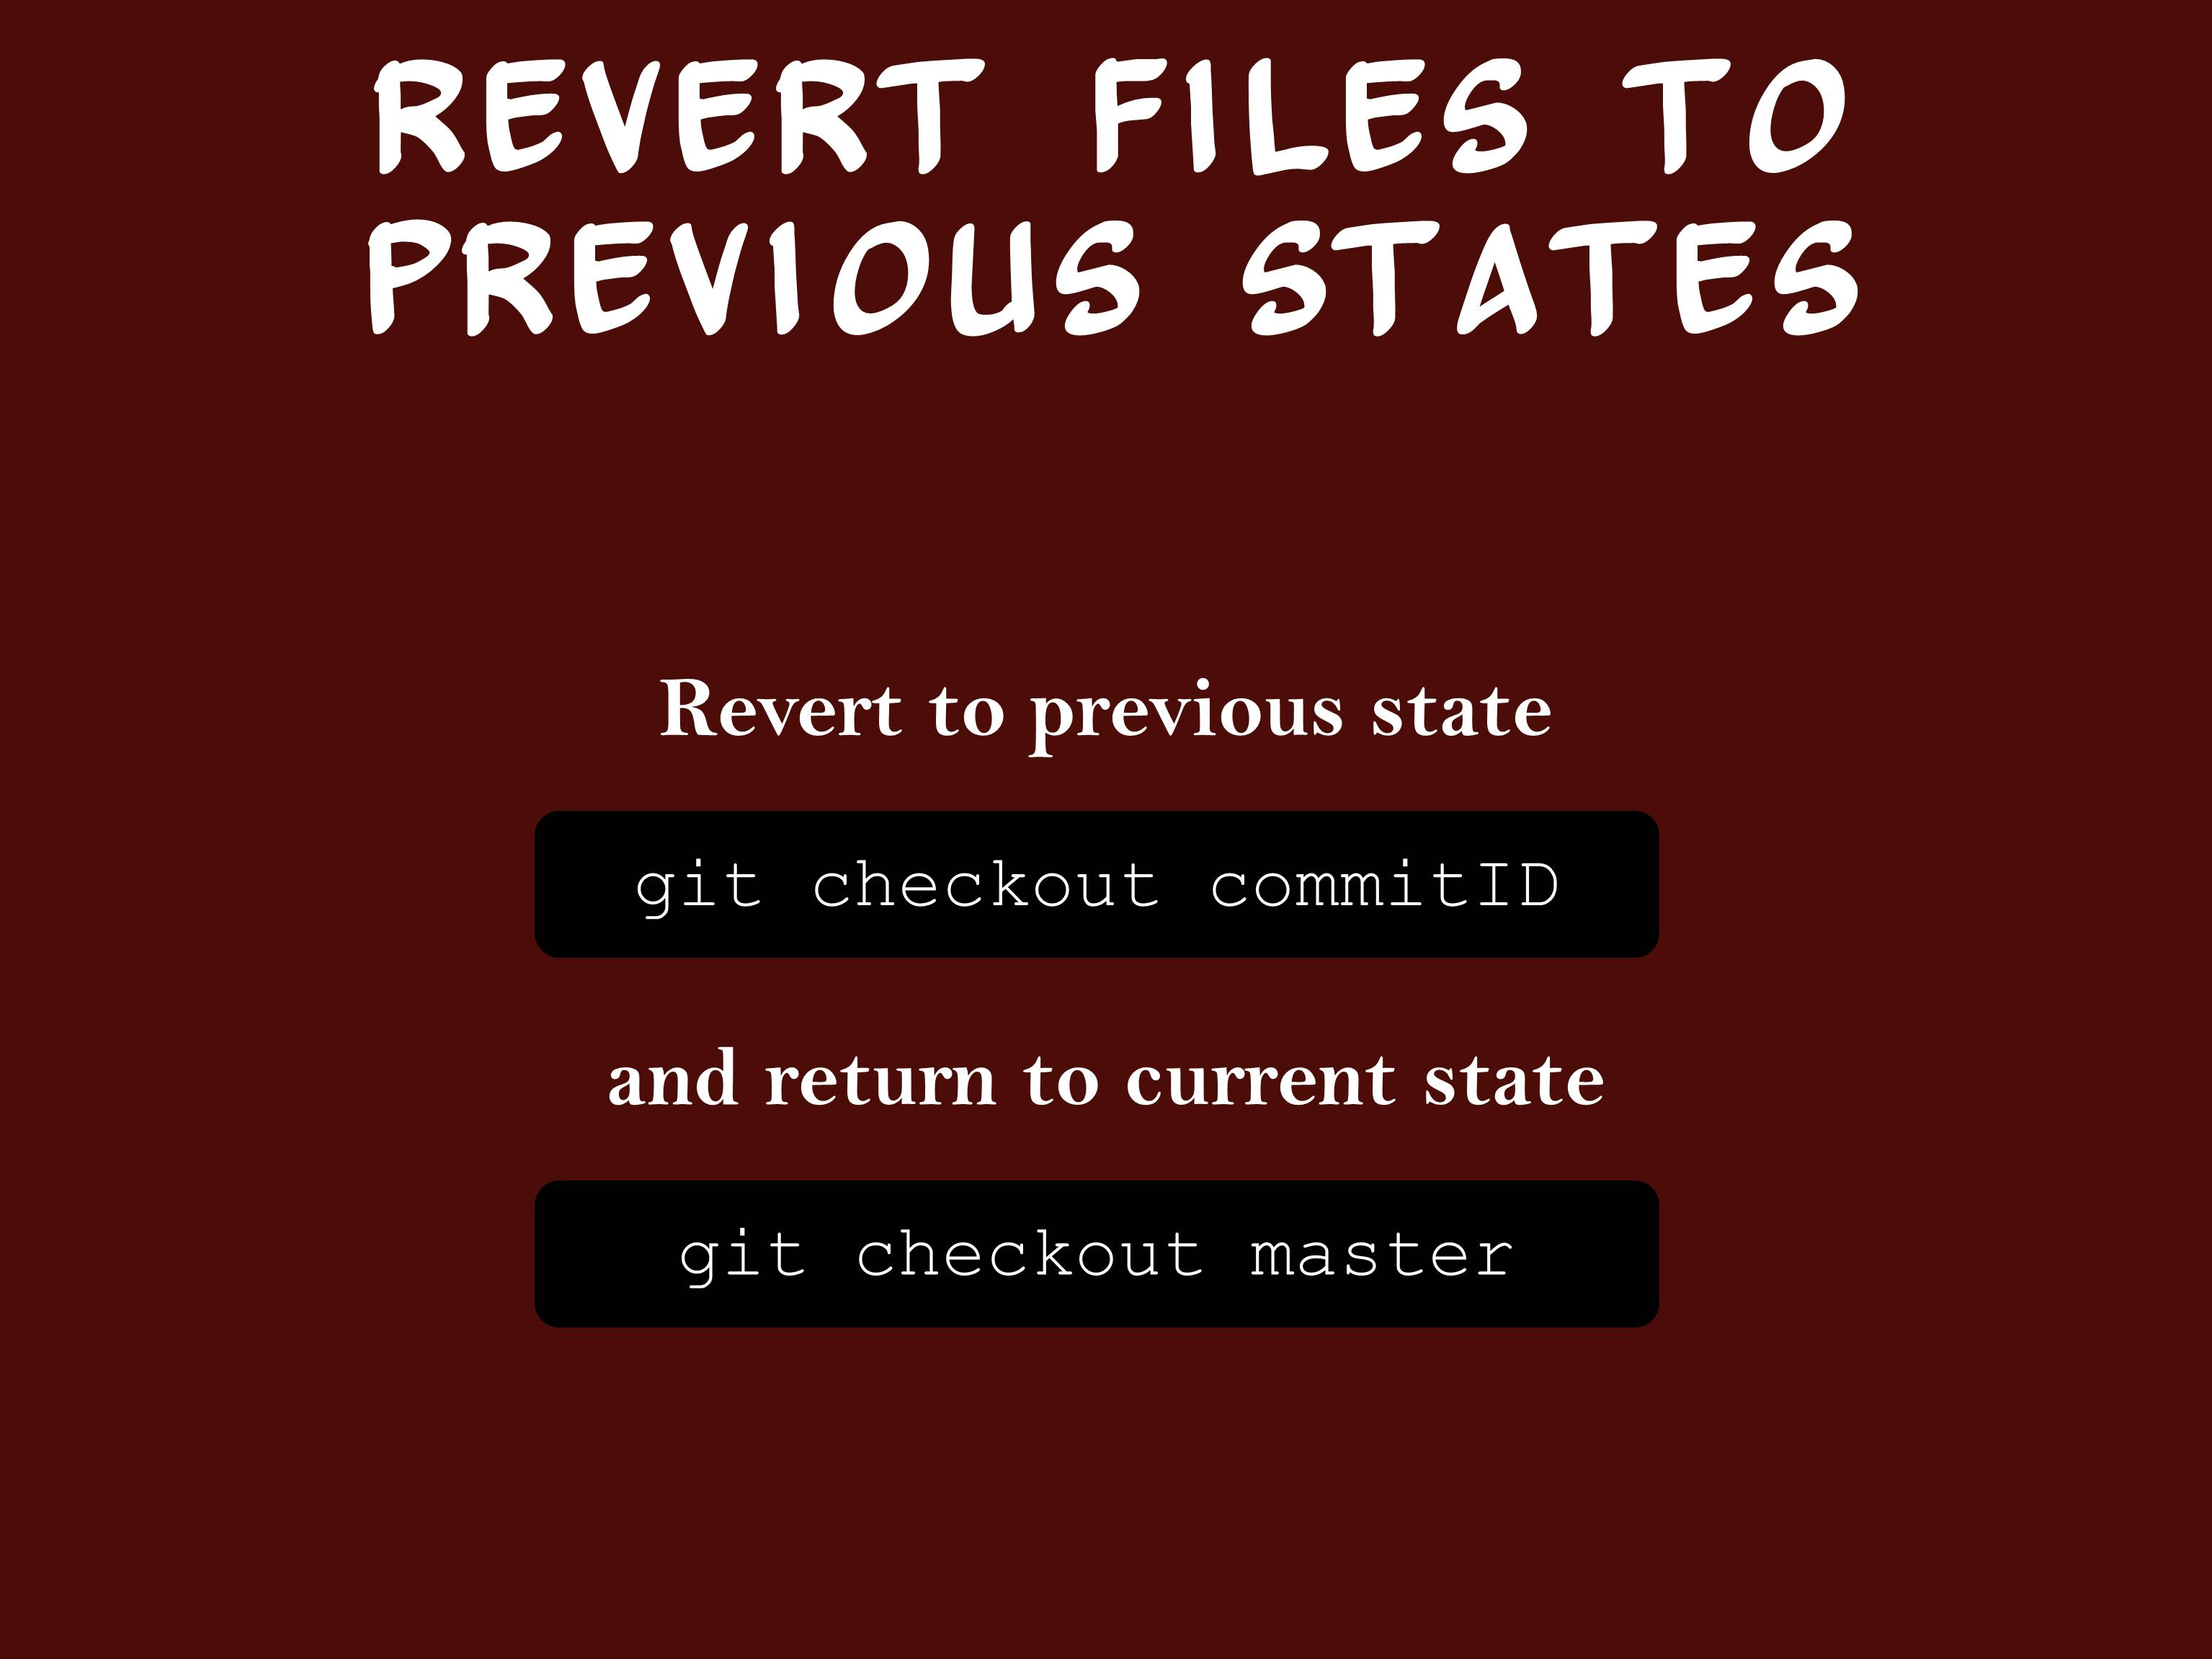 REVERT FILES TO
PREVIOUS STATES
Revert to previous state
git checkout commitID
and return to current state
git checkout master